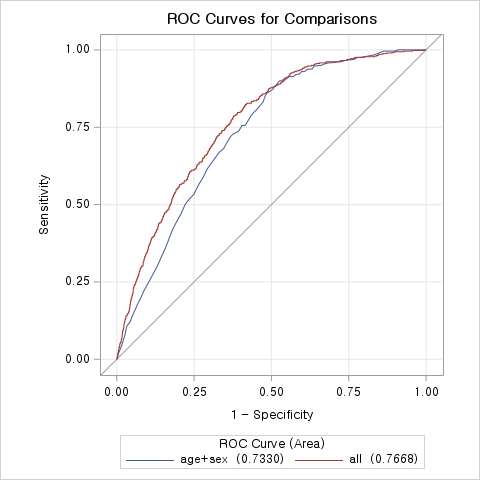 ROC Curves for Comparisons
1.00
0.75
0.50
0.25
0.00
Sensitivity
0.00 0.25 0.50 0.75 1.00
1 − Specificity
ROC Curve (Area)
age+sex (0.7330) all (0.7668)